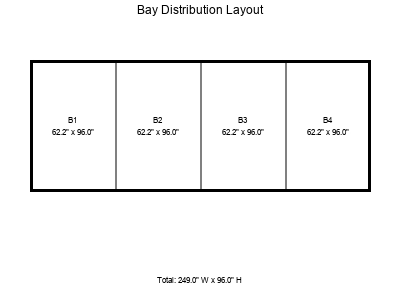 Bay Distribution Layout
B1
62.2" x 96.0"
B2
62.2" x 96.0"
B3
62.2" x 96.0"
B4
62.2" x 96.0"
Total: 249.0" W x 96.0" H